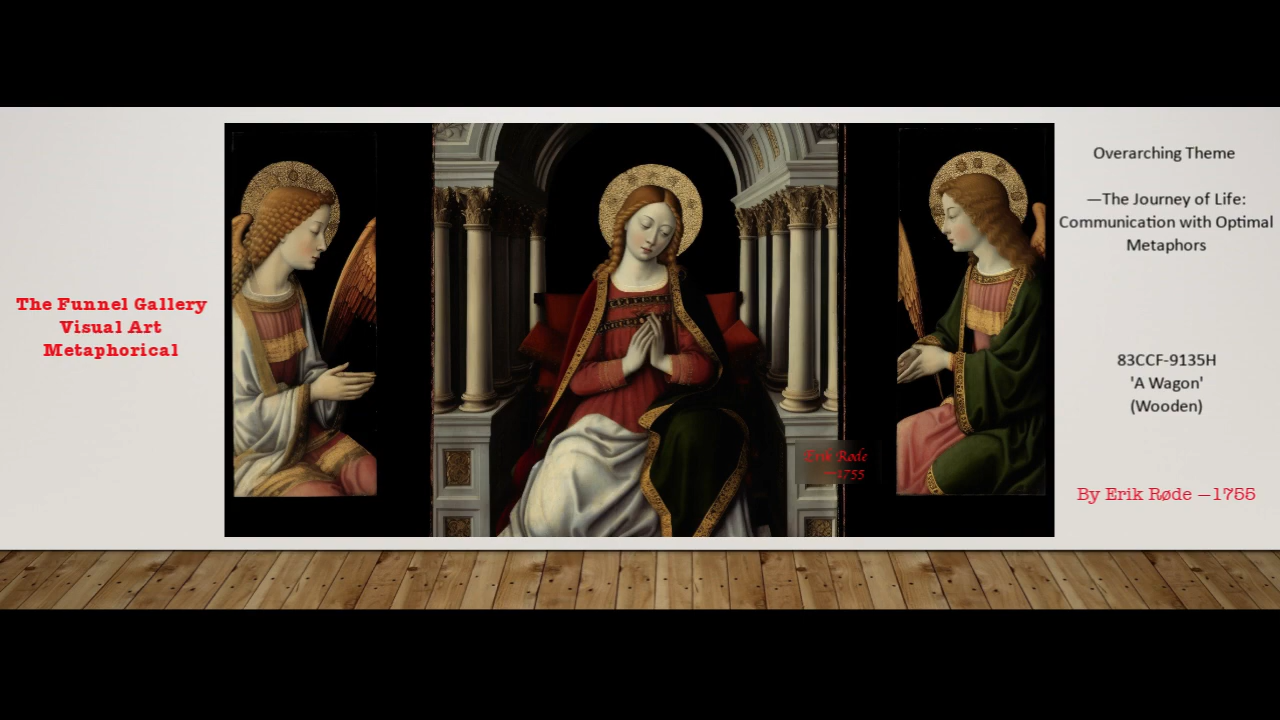 The Funnel Gallery
Visual Art
Metaphorical
Erik Røde
—1755
Overarching Theme
—The Journey of Life:
Communication with Optimal
Metaphors
83CCF-9135H
'A Wagon'
(Wooden)
By Erik Røde —1755